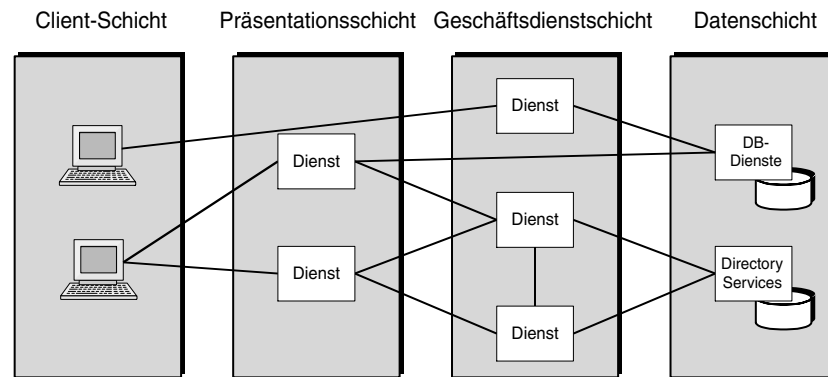 Client-Schicht
Präsentationsschicht
Geschäftsdienstschicht
Datenschicht
Dienst
Dienst
Dienst
Dienst
Dienst
DB-
Dienste
Directory
Services